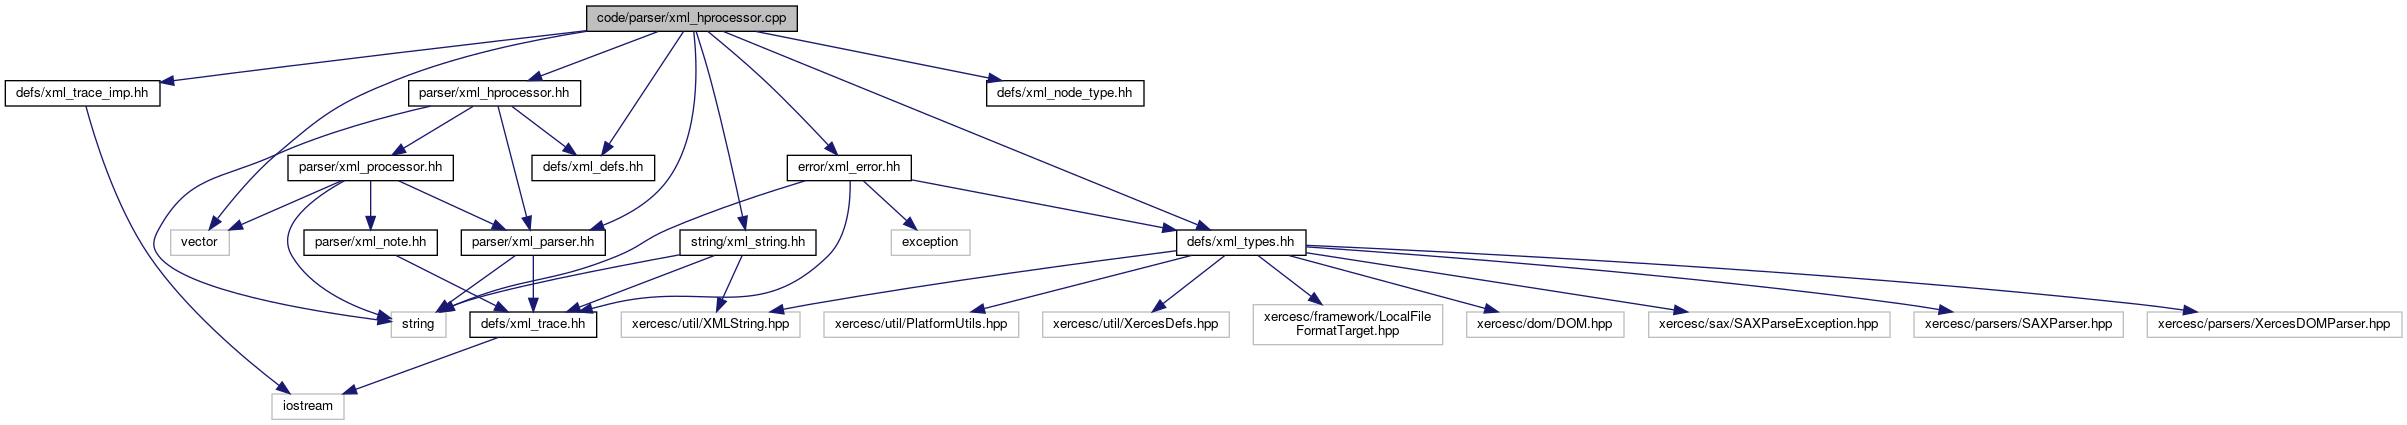 code/parser/xml_hprocessor.cpp
defs/xml_trace_imp.hh
parser/xml_hprocessor.hh
defs/xml_node_type.hh
parser/xml_processor.hh
defs/xml_defs.hh
error/xml_error.hh
vector
parser/xml_note.hh
parser/xml_parser.hh
string/xml_string.hh
exception
defs/xml_types.hh
string
defs/xml_trace.hh
xercesc/util/XMLString.hpp
xercesc/util/PlatformUtils.hpp
xercesc/util/XercesDefs.hpp
xercesc/framework/LocalFile
FormatTarget.hpp
xercesc/dom/DOM.hpp
xercesc/sax/SAXParseException.hpp
xercesc/parsers/SAXParser.hpp
xercesc/parsers/XercesDOMParser.hpp
iostream